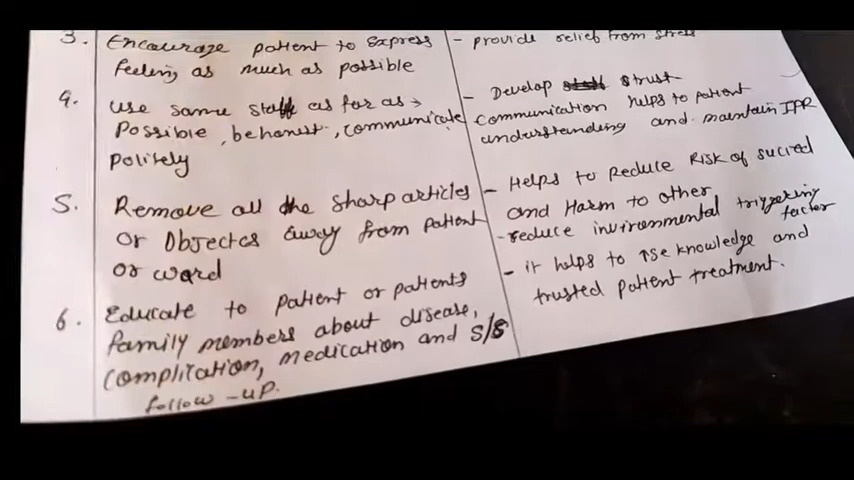 3. Encourage patient to Express
feeling as much as possible
- provide relief from stress
4. use same staff as far as
possible, be honest, communicate
politely
- Develop trust
communication helps to patient
understanding and maintain IPR
5. Remove all the sharp articles
or objectes away from patient
or ward
- Helps to Reduce Risk of sucied
and Harm to other
- reduce invironmental triggering
factor
6. Educate to patient or patients
family members about disease,
complication, medication and S/S
follow-up.
- it helps to ↑se knowledge and
trusted patient treatment.